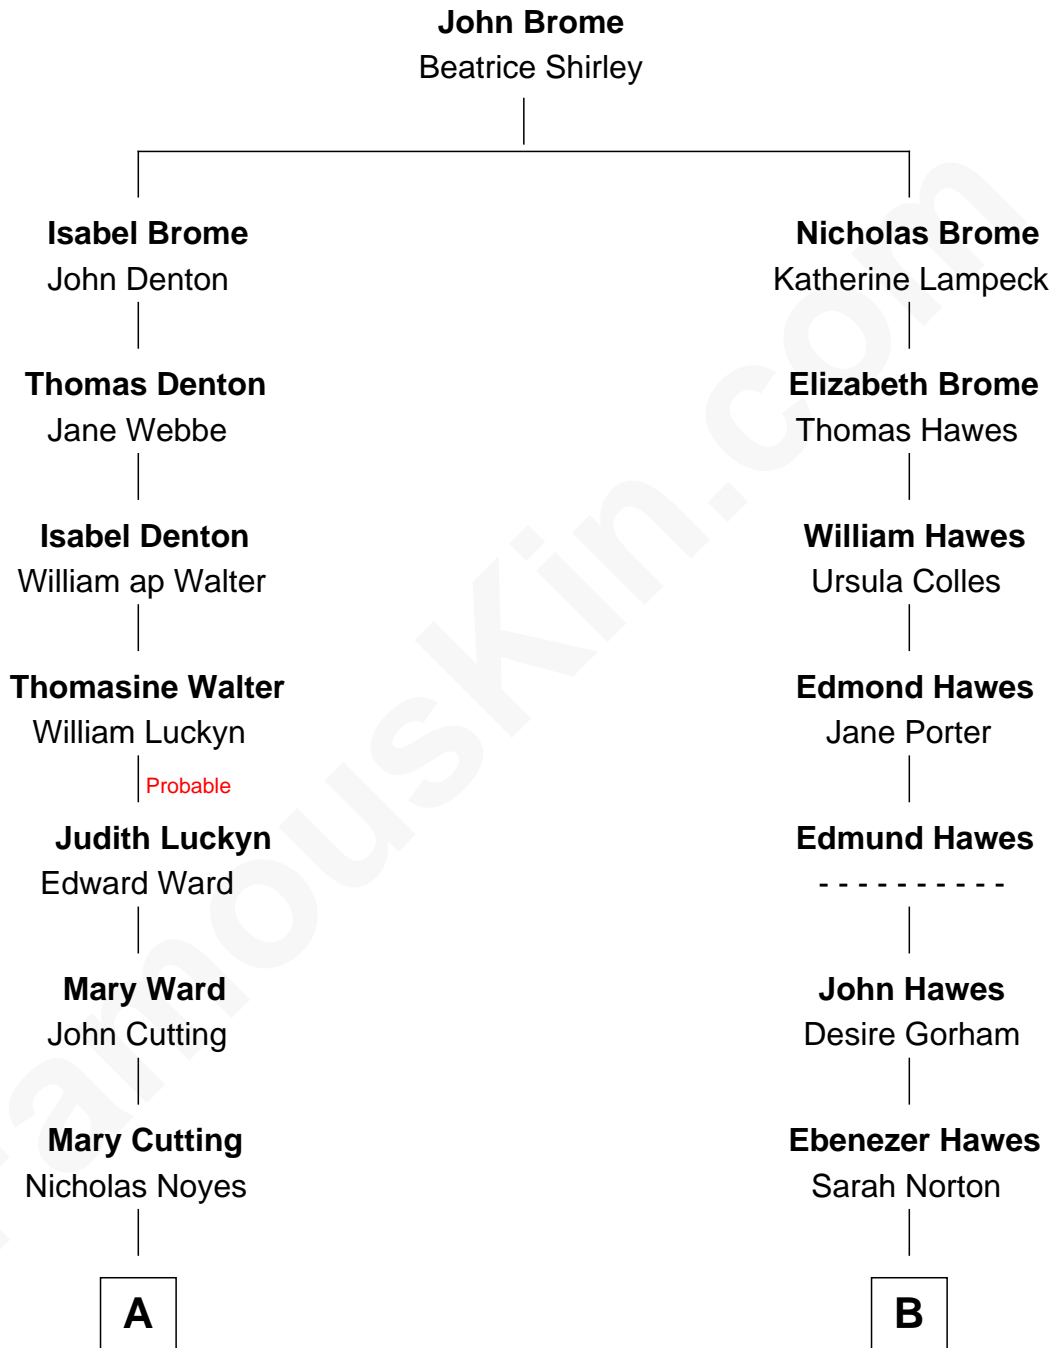 John Brome
Beatrice Shirley
Isabel Brome
John Denton
Nicholas Brome
Katherine Lampeck
Thomas Denton
Jane Webbe
Elizabeth Brome
Thomas Hawes
Isabel Denton
William ap Walter
William Hawes
Ursula Colles
Thomasine Walter
William Luckyn
Edmond Hawes
Jane Porter
Probable
Judith Luckyn
Edward Ward
Edmund Hawes
- - - - - - - - - -
Mary Ward
John Cutting
John Hawes
Desire Gorham
Mary Cutting
Nicholas Noyes
Ebenezer Hawes
Sarah Norton
A
B
FamousKin.com